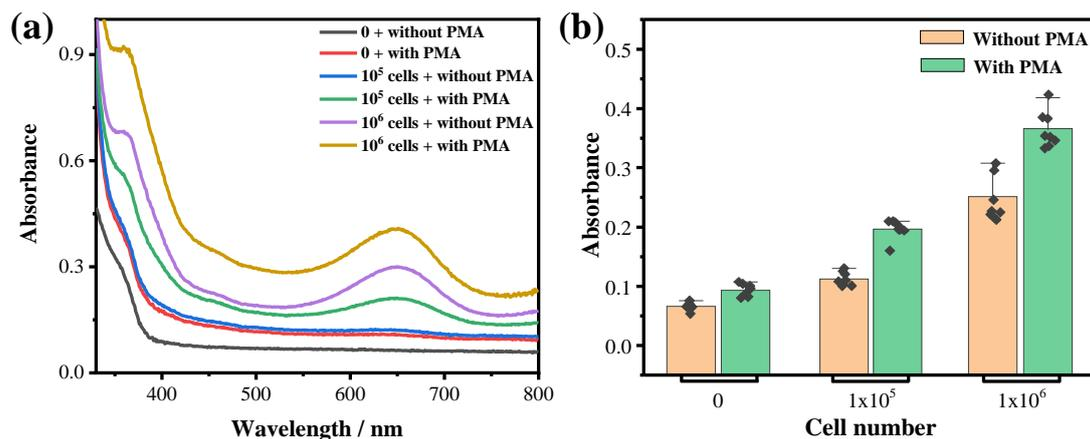 (a)
0 + without PMA
0 + with PMA
10⁵ cells + without PMA
10⁵ cells + with PMA
10⁶ cells + without PMA
10⁶ cells + with PMA
Absorbance
0.9
0.6
0.3
0.0
400
500
600
700
800
Wavelength / nm
(b)
Without PMA
With PMA
Absorbance
0.5
0.4
0.3
0.2
0.1
0.0
0
1x10⁵
1x10⁶
Cell number